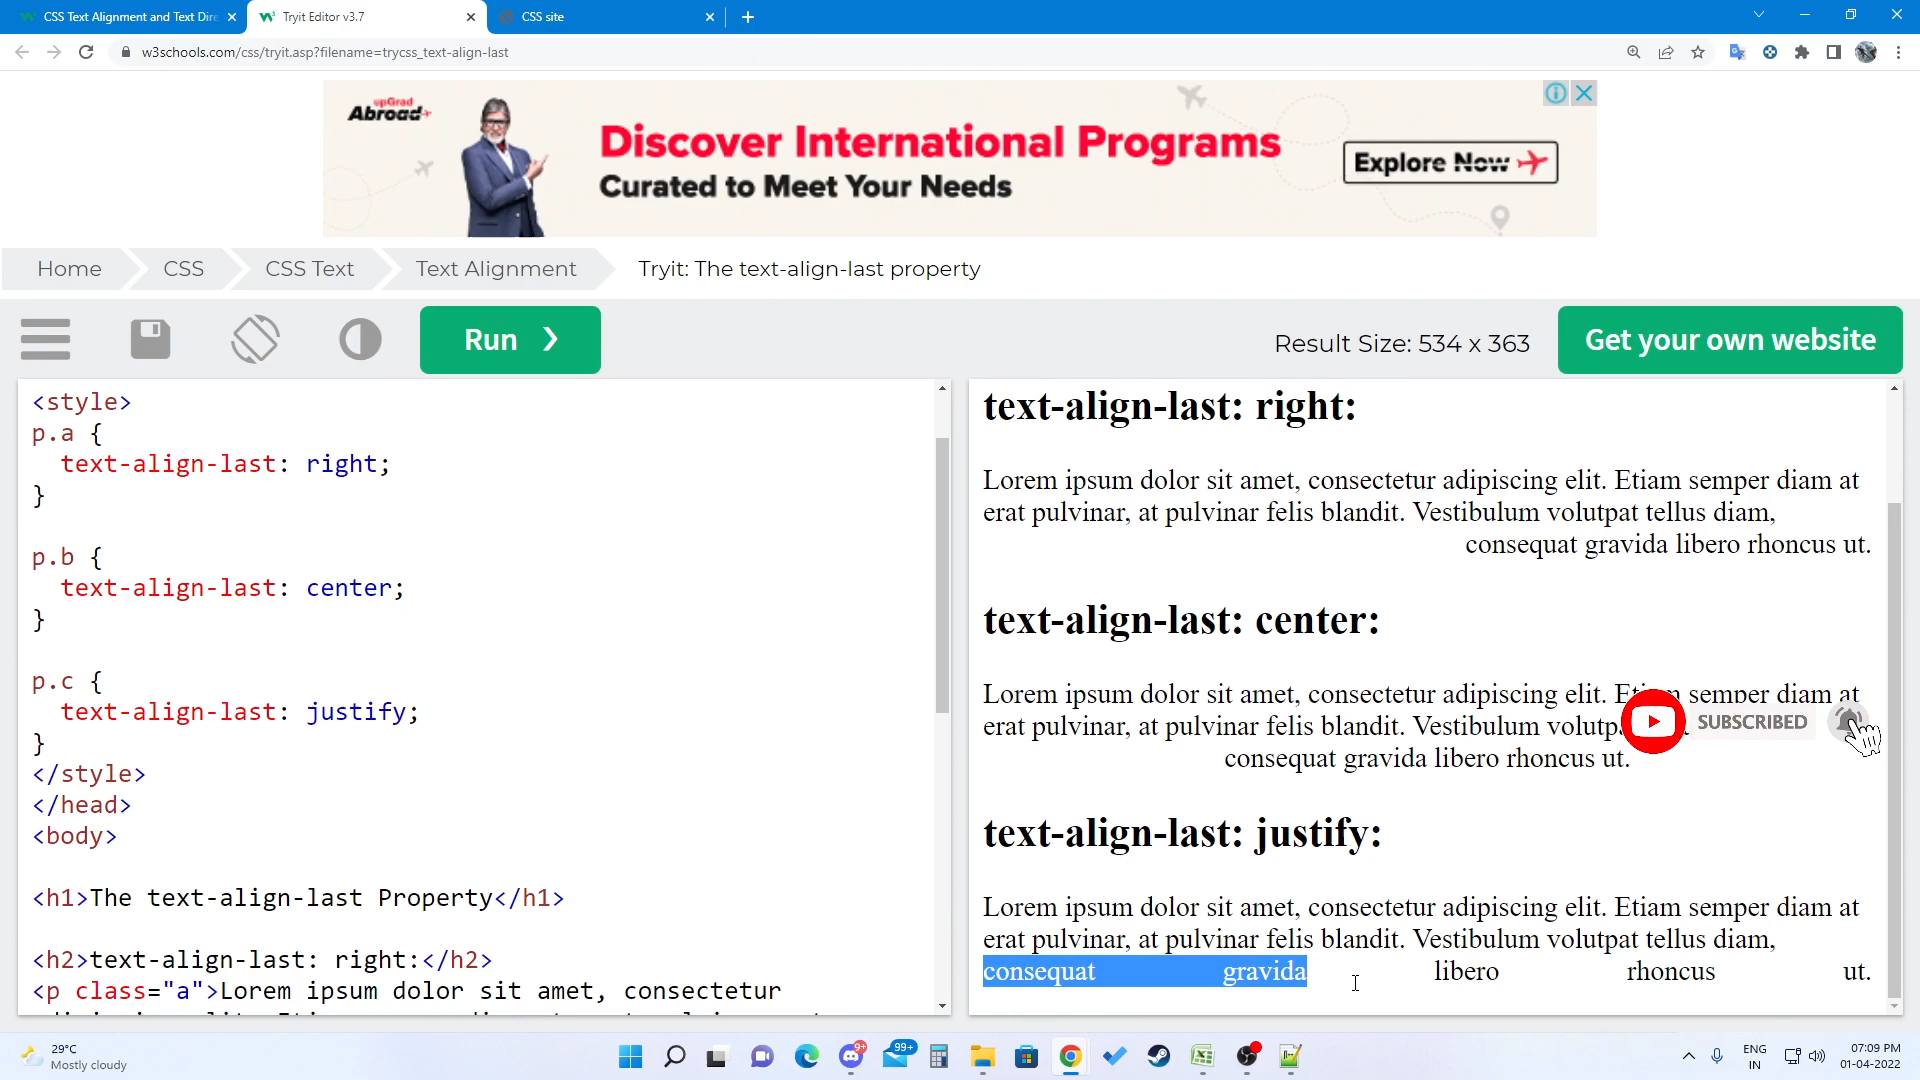 CSS Text Alignment and Text Dire
Tryit Editor v3.7
CSS site
w3schools.com/css/tryit.asp?filename=trycss_text-align-last
upGrad
Abroad
Discover International Programs
Curated to Meet Your Needs
Explore Now
Home
CSS
CSS Text
Text Alignment
Tryit: The text-align-last property
Run ❯
Result Size: 534 x 363
Get your own website
<style>
p.a {
text-align-last: right;
}
p.b {
text-align-last: center;
}
p.c {
text-align-last: justify;
}
</style>
</head>
<body>
<h1>The text-align-last Property</h1>
<h2>text-align-last: right:</h2>
<p class="a">Lorem ipsum dolor sit amet, consectetur
text-align-last: right:
Lorem ipsum dolor sit amet, consectetur adipiscing elit. Etiam semper diam at
erat pulvinar, at pulvinar felis blandit. Vestibulum volutpat tellus diam,
consequat gravida libero rhoncus ut.
text-align-last: center:
Lorem ipsum dolor sit amet, consectetur adipiscing elit. Etiam semper diam at
erat pulvinar, at pulvinar felis blandit. Vestibulum volutp
consequat gravida libero rhoncus ut.
SUBSCRIBED
text-align-last: justify:
Lorem ipsum dolor sit amet, consectetur adipiscing elit. Etiam semper diam at
erat pulvinar, at pulvinar felis blandit. Vestibulum volutpat tellus diam,
consequat gravida libero rhoncus ut.
29°C
Mostly cloudy
9+
99+
ENG
IN
07:09 PM
01-04-2022